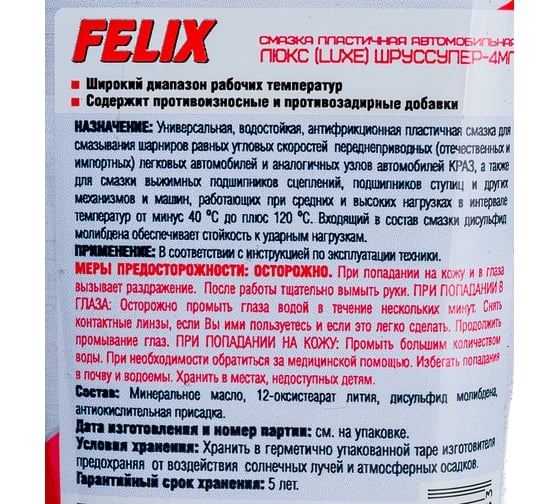 FELIX
СМАЗКА ПЛАСТИЧНАЯ АВТОМОБИЛЬНАЯ
ЛЮКС (LUXE) ШРУССУПЕР-4М
Широкий диапазон рабочих температур
Содержит противоизносные и противозадирные добавки
НАЗНАЧЕНИЕ: Универсальная, водостойкая, антифрикционная пластичная смазка для
смазывания шарниров равных угловых скоростей переднеприводных (отечественных и
импортных) легковых автомобилей и аналогичных узлов автомобилей КРАЗ, а также
для смазки выжимных подшипников сцеплений, подшипников ступиц и других
механизмов и машин, работающих при средних и высоких нагрузках в интервале
температур от минус 40 °С до плюс 120 °С. Входящий в состав смазки дисульфид
молибдена обеспечивает стойкость к ударным нагрузкам.
ПРИМЕНЕНИЕ: В соответствии с инструкцией по эксплуатации техники.
МЕРЫ ПРЕДОСТОРОЖНОСТИ: ОСТОРОЖНО. При попадании на кожу и в глаза
вызывает раздражение. После работы тщательно вымыть руки. ПРИ ПОПАДАНИИ В
ГЛАЗА: Осторожно промыть глаза водой в течение нескольких минут. Снять
контактные линзы, если Вы ими пользуетесь и если это легко сделать. Продолжить
промывание глаз. ПРИ ПОПАДАНИИ НА КОЖУ: Промыть большим количеством
воды. При необходимости обратиться за медицинской помощью. Избегать попадания
в почву и водоемы. Хранить в местах, недоступных детям.
Состав: Минеральное масло, 12-оксистеарат лития, дисульфид молибдена,
антиокислительная присадка.
Дата изготовления и номер партии: см. на упаковке.
Условия хранения: Хранить в герметично упакованной таре изготовителя
предохраняя от воздействия солнечных лучей и атмосферных осадков.
Гарантийный срок хранения: 5 лет.